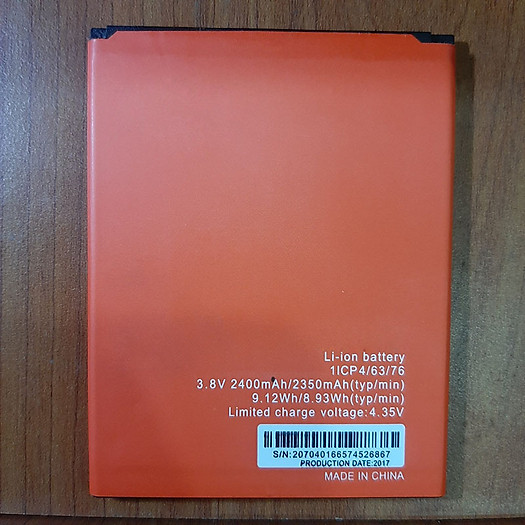 Li-ion battery
1ICP4/63/76
3.8V 2400mAh/2350mAh(typ/min)
9.12Wh/8.93Wh(typ/min)
Limited charge voltage:4.35V
S/N:207040166574526867
PRODUCTION DATE:2017
MADE IN CHINA